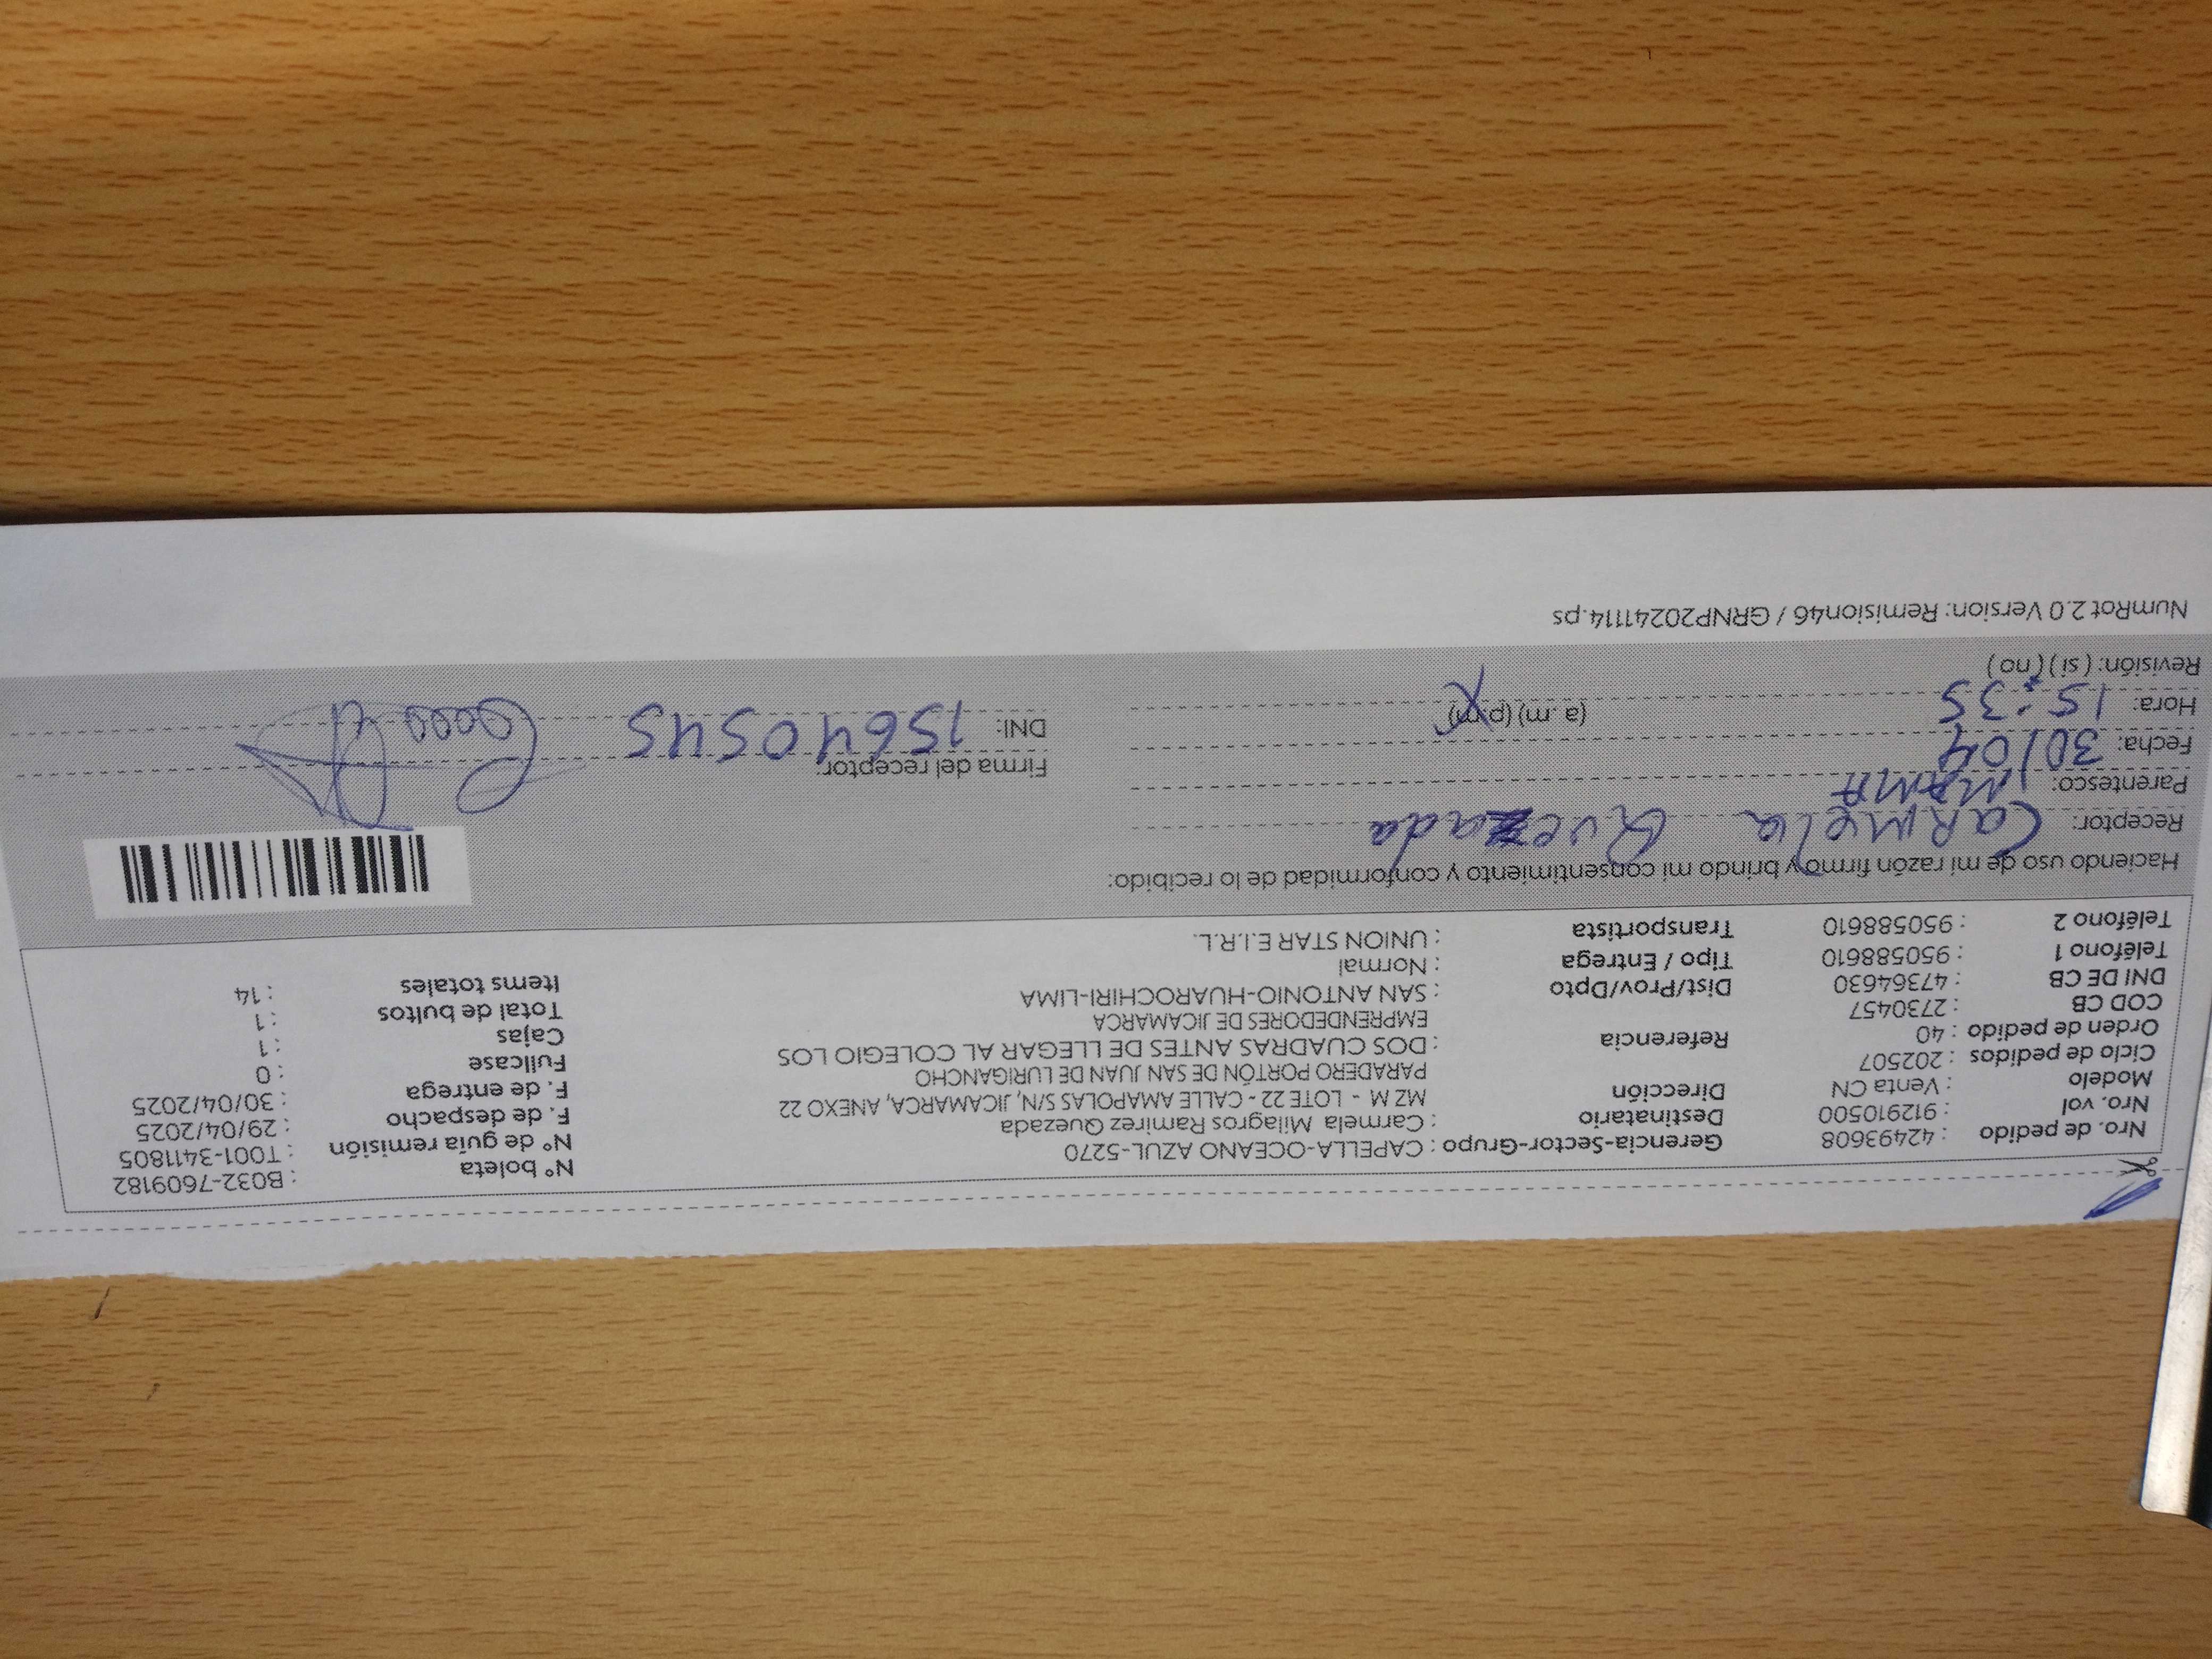 Nro. de pedido : 42493608 Gerencia-Sector-Grupo : CAPELLA-OCEANO AZUL-5270 N° boleta : B032-7609182
Nro. vol : 912910500 Destinatario : Carmela Milagros Ramirez Quezada N° de guía remisión : T001-3411805
Modelo : Venta CN Dirección MZ M - LOTE 22 - CALLE AMAPOLAS S/N, JICAMARCA, ANEXO 22 F. de despacho : 29/04/2025
Ciclo de pedidos : 202507 PARADERO PORTÓN DE SAN JUAN DE LURIGANCHO F. de entrega : 30/04/2025
Orden de pedido : 40 Referencia : DOS CUADRAS ANTES DE LLEGAR AL COLEGIO LOS Fullcase : 0
COD CB : 2730457 EMPRENDEDORES DE JICAMARCA Cajas : 1
DNI DE CB : 47364630 Dist/Prov/Dpto : SAN ANTONIO-HUAROCHIRI-LIMA Total de bultos : 1
Teléfono 1 : 950588610 Tipo / Entrega : Normal Items totales : 14
Teléfono 2 : 950588610 Transportista : UNION STAR E.I.R.L.
Haciendo uso de mi razón firmo y brindo mi consentimiento y conformidad de lo recibido:
Receptor: CARMela Quezada
Parentesco: MAMA
Fecha: 30/04 Firma del receptor:
Hora: 15:35 (a.m) (p.m) X DNI: 15640545
Revisión: (si) (no)
NumRot 2.0 Version: Remision46 / GRNP20241114.ps